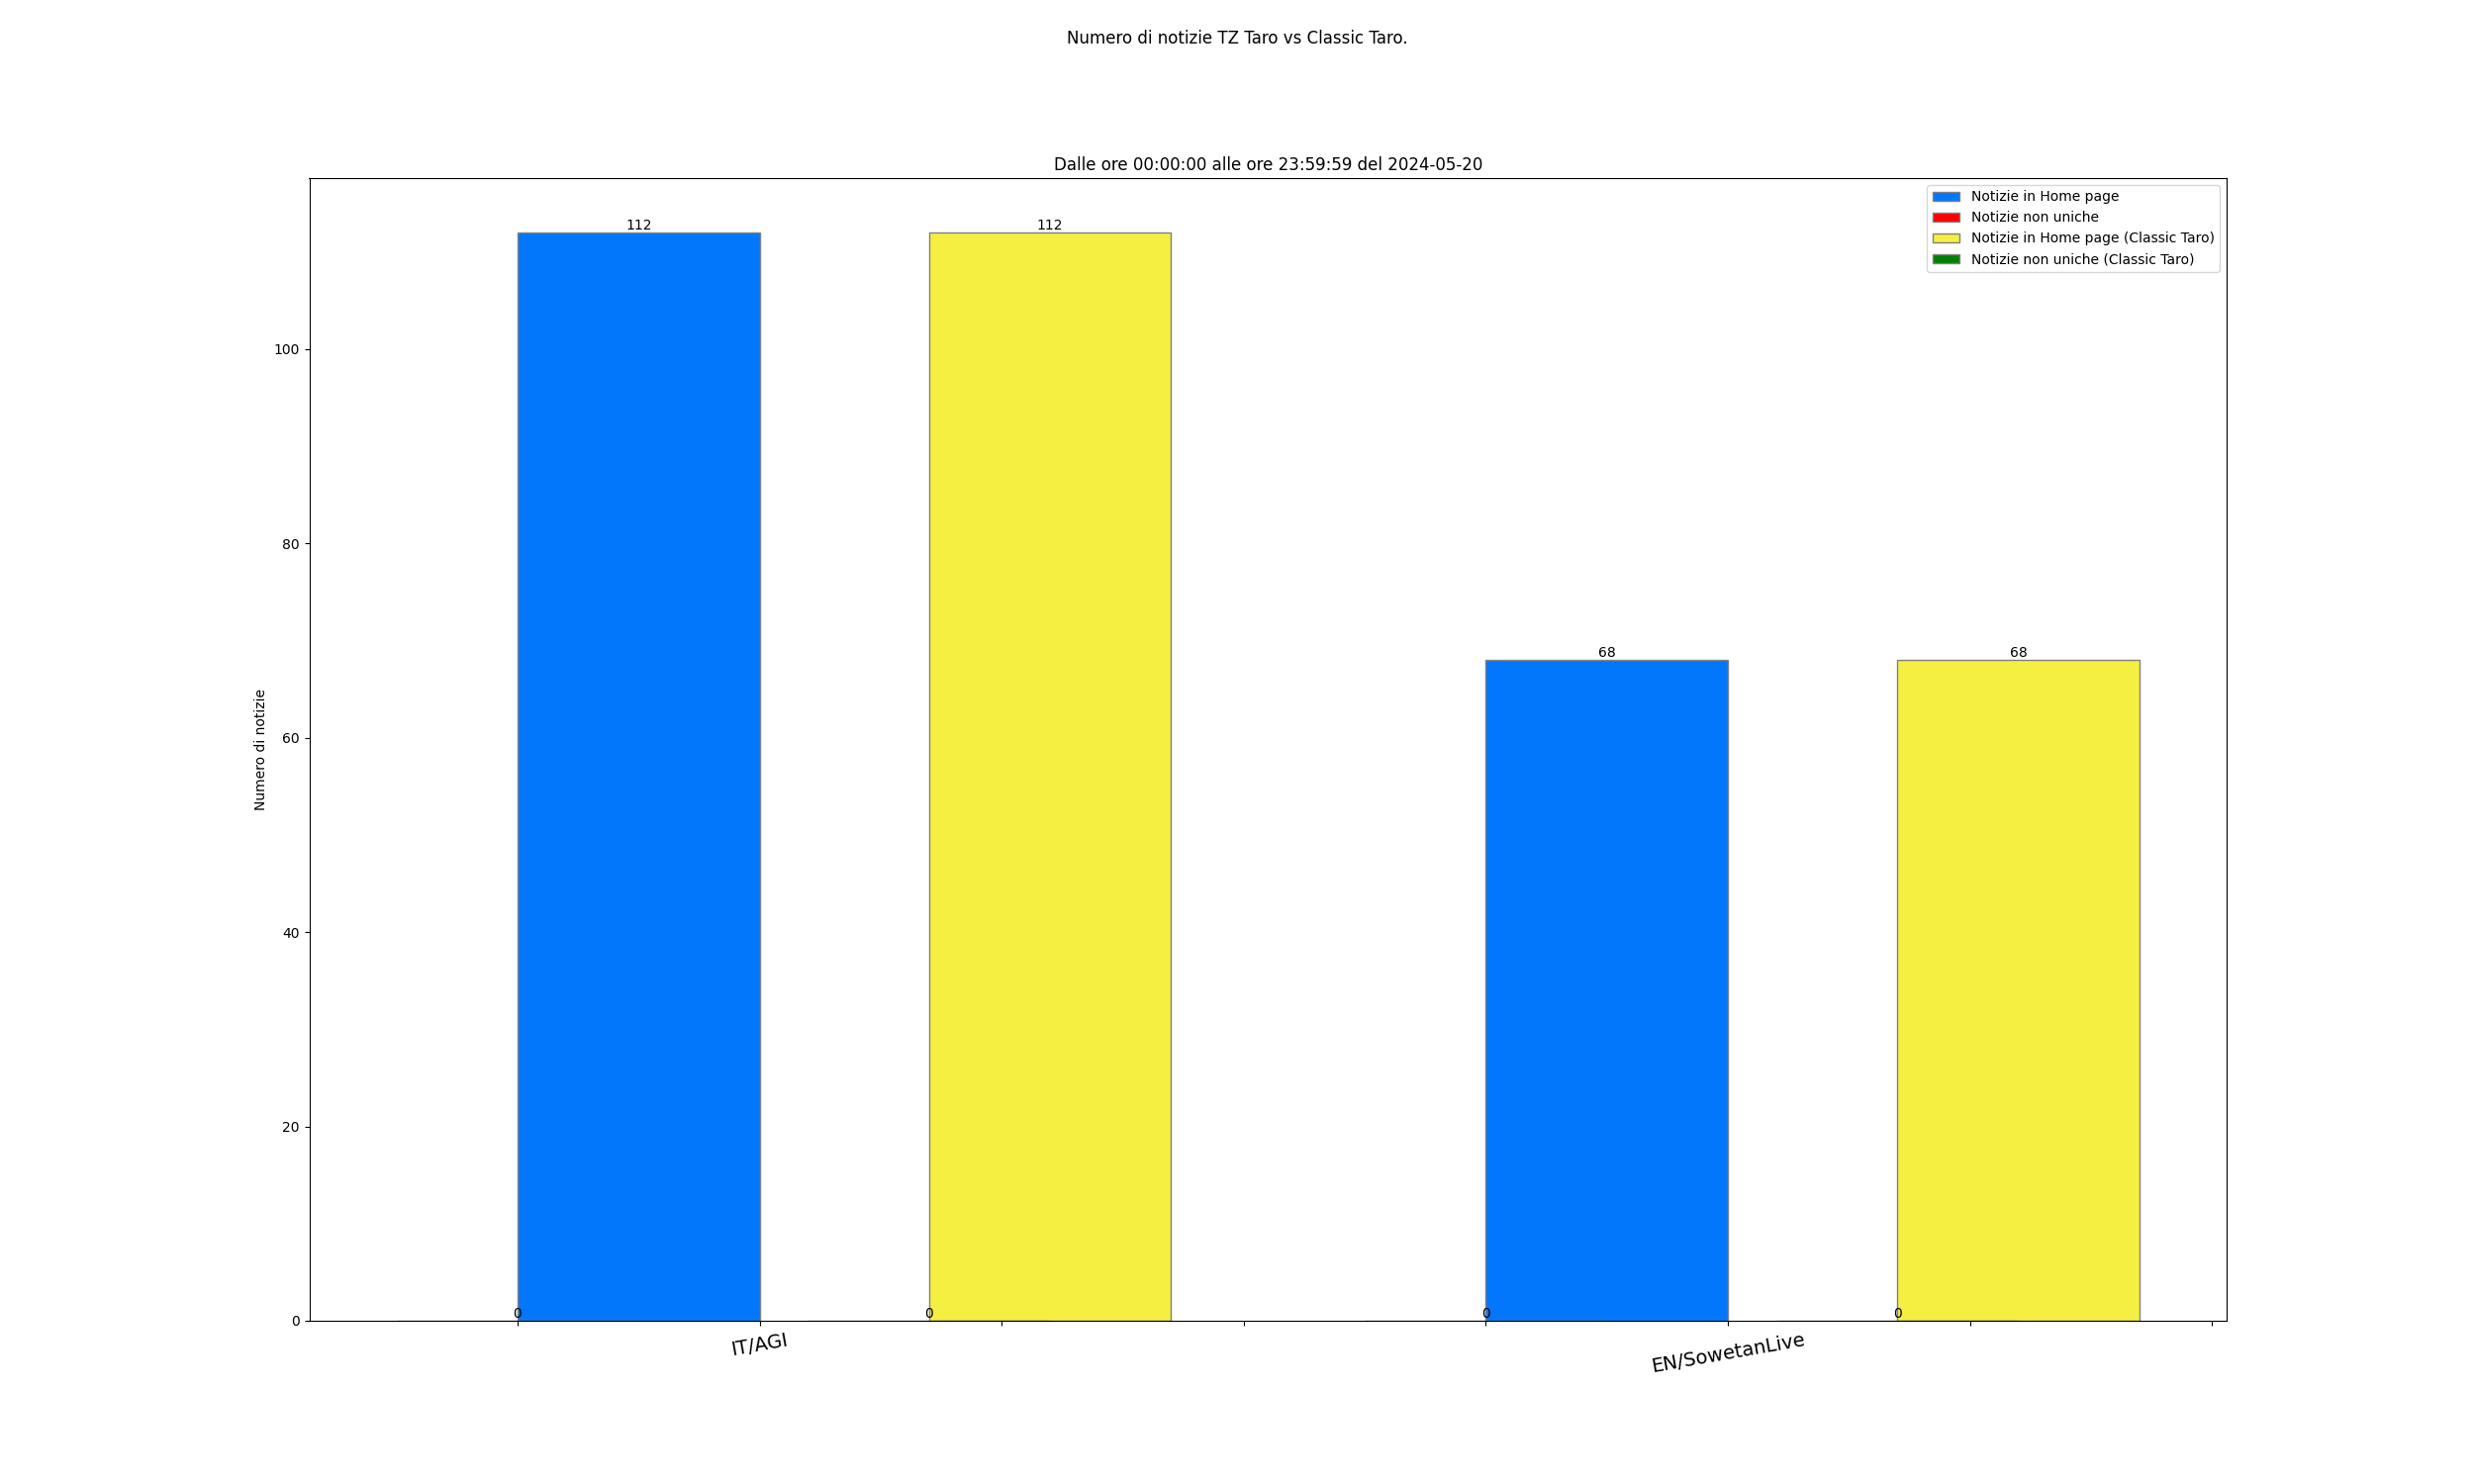 Numero di notizie TZ Taro vs Classic Taro.
Dalle ore 00:00:00 alle ore 23:59:59 del 2024-05-20
Notizie in Home page
Notizie non uniche
Notizie in Home page (Classic Taro)
Notizie non uniche (Classic Taro)
112
112
100
80
68
68
60
Numero di notizie
40
20
0
0
0
0
0
IT/AGI
EN/SowetanLive